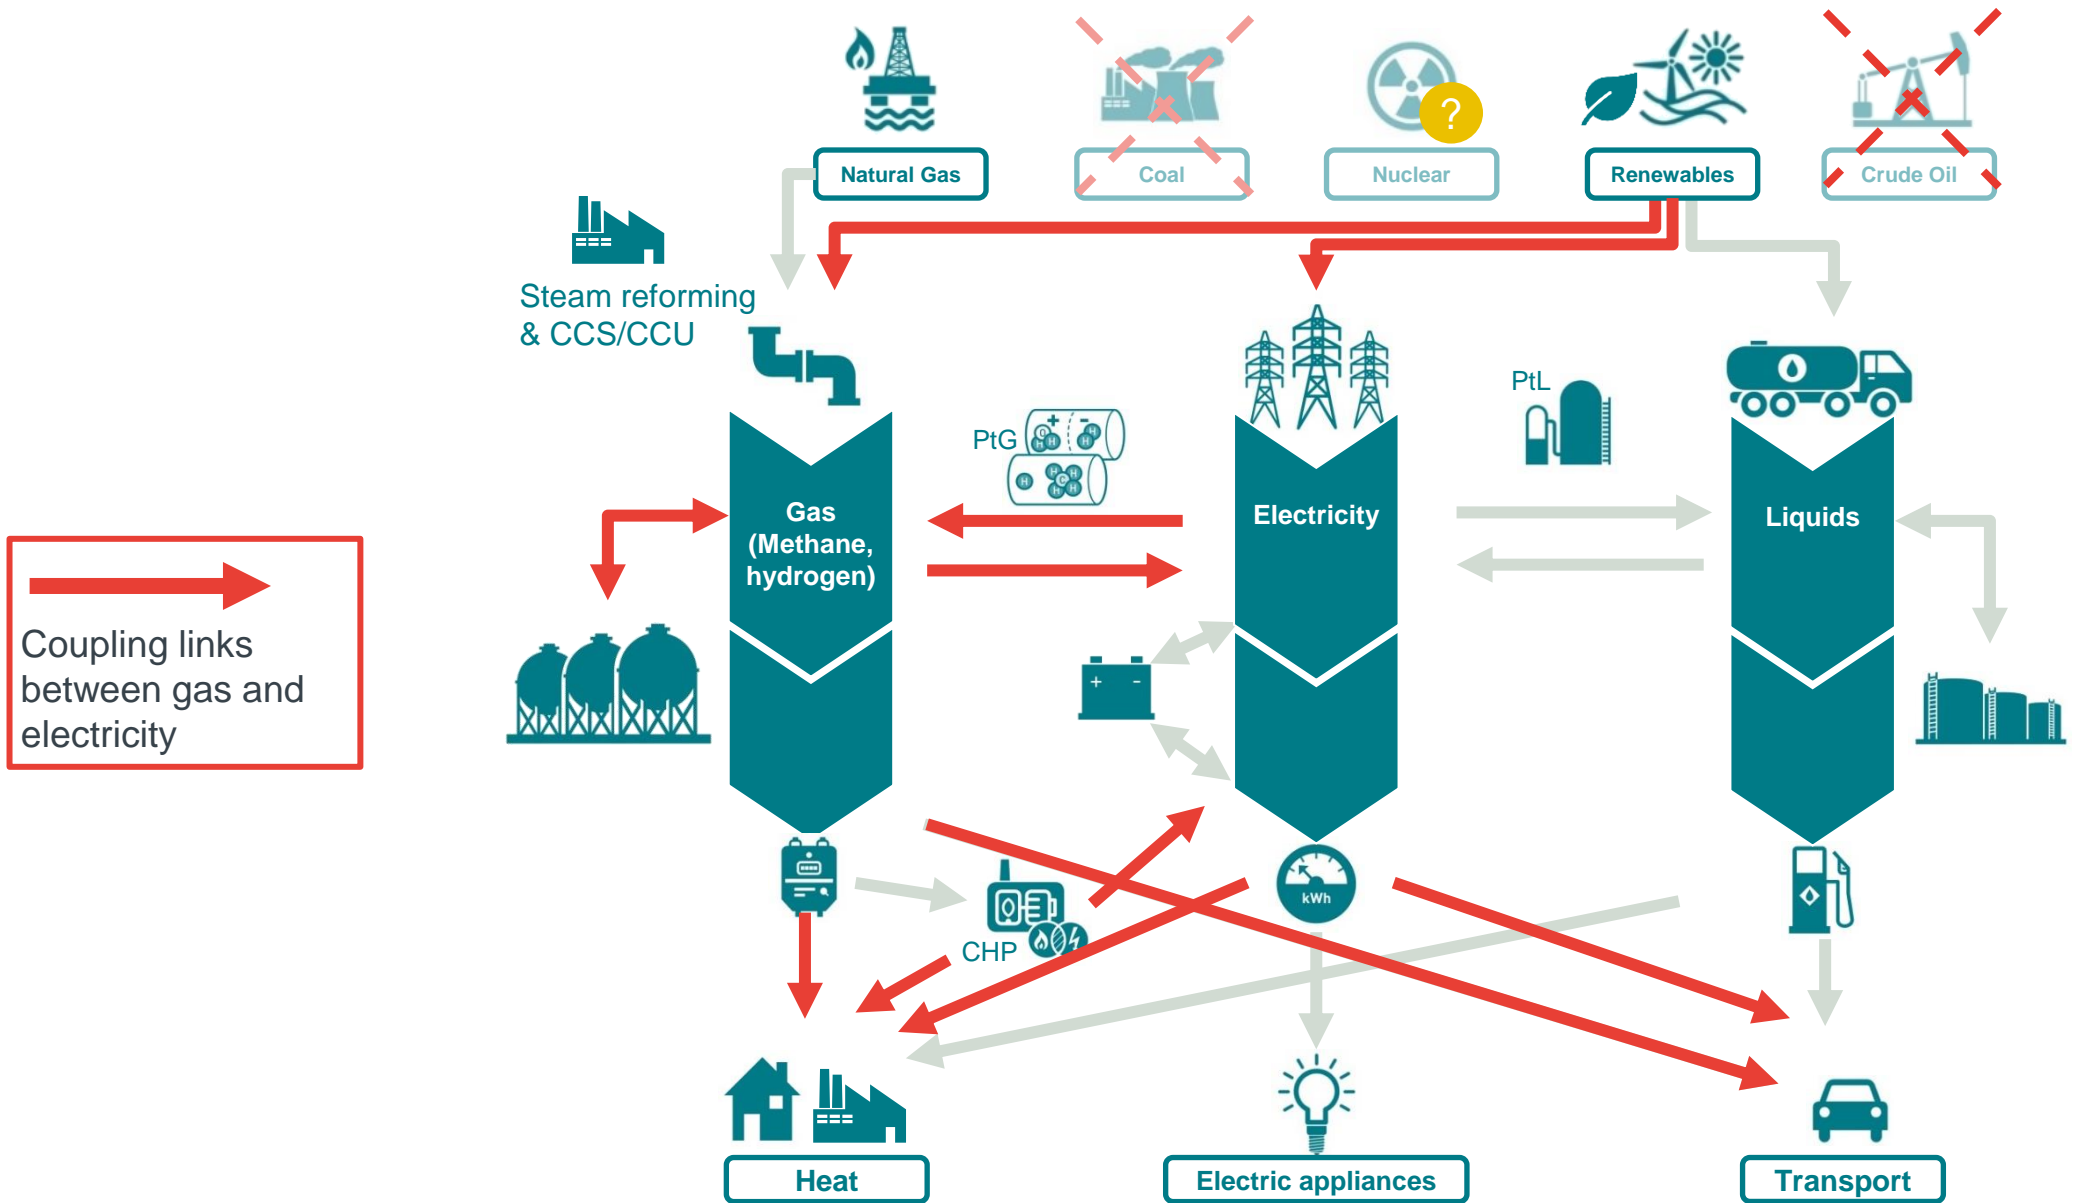 ?
Natural Gas
Coal
Nuclear
Renewables
Crude Oil
Steam reforming
& CCS/CCU
PtL
PtG
+ -
O H H H H
H H H C H H
Gas
(Methane,
hydrogen)
Electricity
Liquids
Coupling links
between gas and
electricity
+ -
kWh
CHP
Heat
Electric appliances
Transport